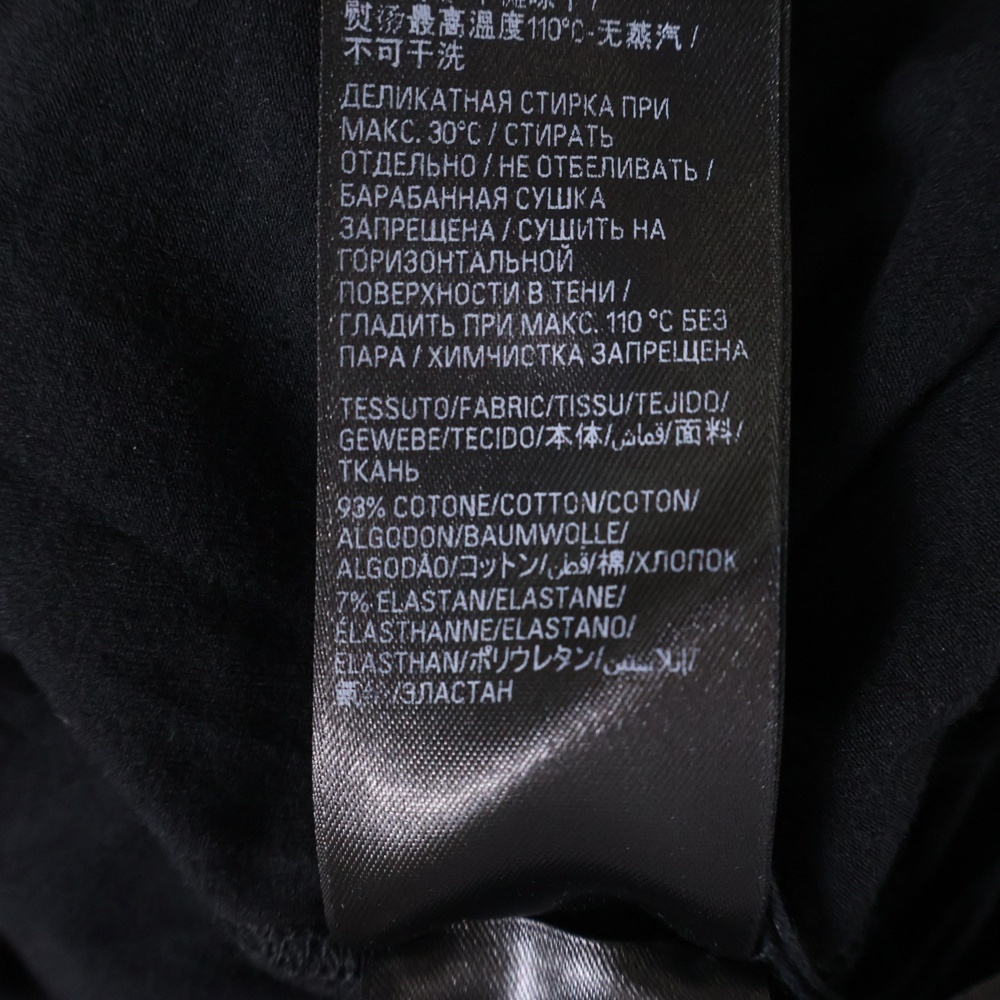 熨烫最高温度110°C-无蒸汽 /
不可干洗
ДЕЛИКАТНАЯ СТИРКА ПРИ
МАКС. 30°C / СТИРАТЬ
ОТДЕЛЬНО / НЕ ОТБЕЛИВАТЬ /
БАРАБАННАЯ СУШКА
ЗАПРЕЩЕНА / СУШИТЬ НА
ГОРИЗОНТАЛЬНОЙ
ПОВЕРХНОСТИ В ТЕНИ /
ГЛАДИТЬ ПРИ МАКС. 110 °C БЕЗ
ПАРА / ХИМЧИСТКА ЗАПРЕЩЕНА
TESSUTO/FABRIC/TISSU/TEJIDO/
GEWEBE/TECIDO/本体/قماش/面料/
ТКАНЬ
93% COTONE/COTTON/COTON/
ALGODON/BAUMWOLLE/
ALGODÃO/コットン/قطن/棉/ХЛОПОК
7% ELASTAN/ELASTANE/
ÉLASTHANNE/ELASTANO/
ELASTHAN/ポリウレタン/إيلاستين/
/ЭЛАСТАН